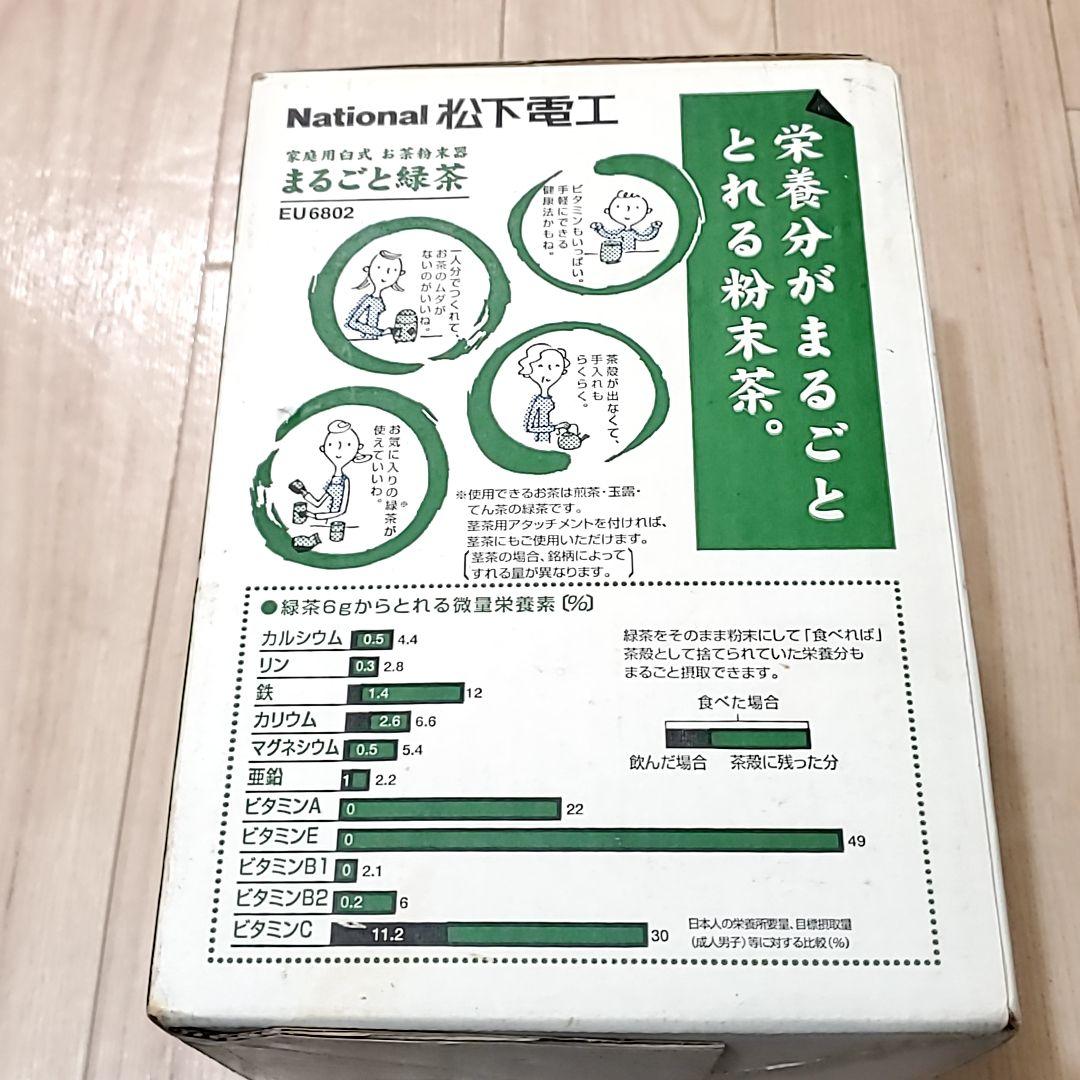 National 松下電工
家庭用臼式 お茶粉末器
まるごと緑茶
EU6802
栄養分がまるごと
とれる粉末茶。
ビタミンもいっぱい。
手軽にできる
健康法かもね。
一人分でつくれて、
お茶のムダが
ないのがいいね。
茶殻が出なくて、
手入れも
らくらく。
お気に入りの緑茶が※
使えていいわ。
※使用できるお茶は煎茶・玉露・
てん茶の緑茶です。
茎茶用アタッチメントを付ければ、
茎茶にもご使用いただけます。
(茎茶の場合、銘柄によって
すれる量が異なります。)
●緑茶6gからとれる微量栄養素〔%〕
カルシウム 0.5 4.4
リン 0.3 2.8
鉄 1.4 12
カリウム 2.6 6.6
マグネシウム 0.5 5.4
亜鉛 1 2.2
ビタミンA 0 22
ビタミンE 0 49
ビタミンB1 0 2.1
ビタミンB2 0.2 6
ビタミンC 11.2 30
緑茶をそのまま粉末にして「食べれば」
茶殻として捨てられていた栄養分も
まるごと摂取できます。
食べた場合
飲んだ場合 茶殻に残った分
日本人の栄養所要量、目標摂取量
(成人男子)等に対する比較(%)